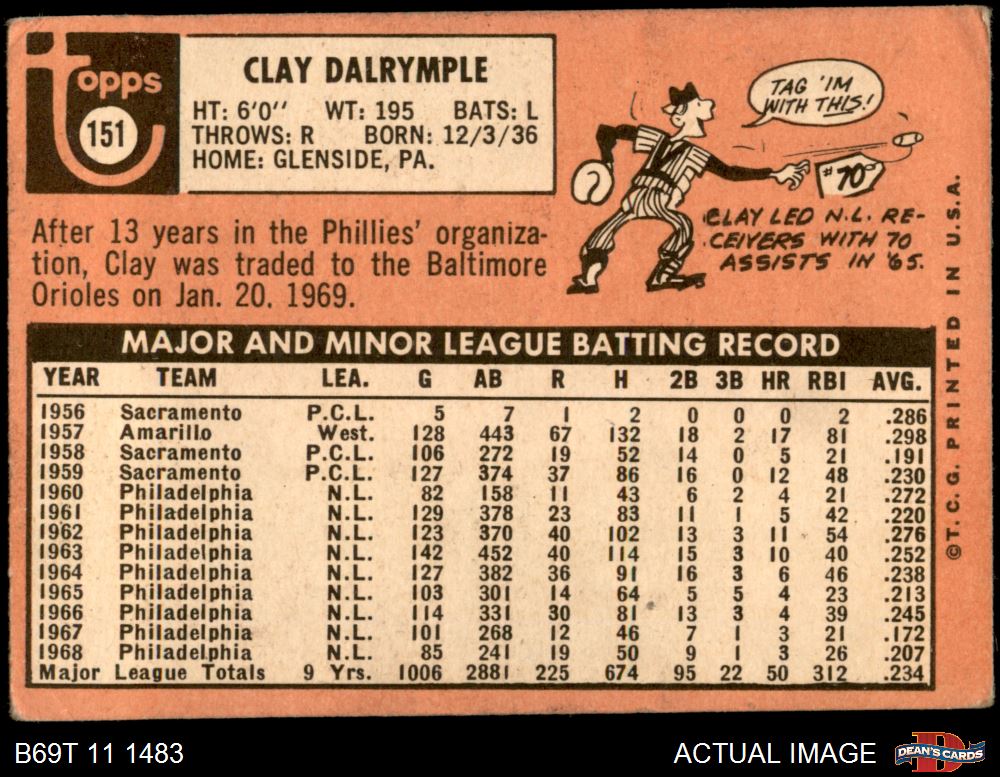 Topps
151
CLAY DALRYMPLE
HT: 6'0" WT: 195 BATS: L
THROWS: R BORN: 12/3/36
HOME: GLENSIDE, PA.
TAG 'IM
WITH THIS!
#70
CLAY LED N.L. RE-
CEIVERS WITH 70
ASSISTS IN '65.
After 13 years in the Phillies' organiza-
tion, Clay was traded to the Baltimore
Orioles on Jan. 20, 1969.
MAJOR AND MINOR LEAGUE BATTING RECORD
YEAR TEAM LEA. G AB R H 2B 3B HR RBI AVG.
1956 Sacramento P.C.L. 5 7 1 2 0 0 0 2 .286
1957 Amarillo West. 128 443 67 132 18 2 17 81 .298
1958 Sacramento P.C.L. 106 272 19 52 14 0 5 21 .191
1959 Sacramento P.C.L. 127 374 37 86 16 0 12 48 .230
1960 Philadelphia N.L. 82 158 11 43 6 2 4 21 .272
1961 Philadelphia N.L. 129 378 23 83 11 1 5 42 .220
1962 Philadelphia N.L. 123 370 40 102 13 3 11 54 .276
1963 Philadelphia N.L. 142 452 40 114 15 3 10 40 .252
1964 Philadelphia N.L. 127 382 36 91 16 3 6 46 .238
1965 Philadelphia N.L. 103 301 14 64 5 5 4 23 .213
1966 Philadelphia N.L. 114 331 30 81 13 3 4 39 .245
1967 Philadelphia N.L. 101 268 12 46 7 1 3 21 .172
1968 Philadelphia N.L. 85 241 19 50 9 1 3 26 .207
Major League Totals 9 Yrs. 1006 2881 225 674 95 22 50 312 .234
©T.C.G. PRINTED IN U.S.A.
B69T 11 1483
ACTUAL IMAGE
D
DEAN'S CARDS